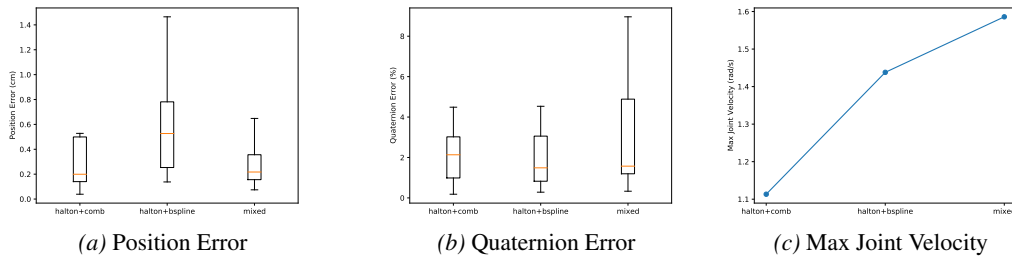 1.4
1.2
1.0
0.8
0.6
0.4
0.2
0.0
Position Error (cm)
halton+comb halton+bspline mixed
(a) Position Error
8
6
4
2
0
Quaternion Error (%)
halton+comb halton+bspline mixed
(b) Quaternion Error
1.6
1.5
1.4
1.3
1.2
1.1
Max Joint Velocity (rad/s)
halton+comb halton+bspline mixed
(c) Max Joint Velocity